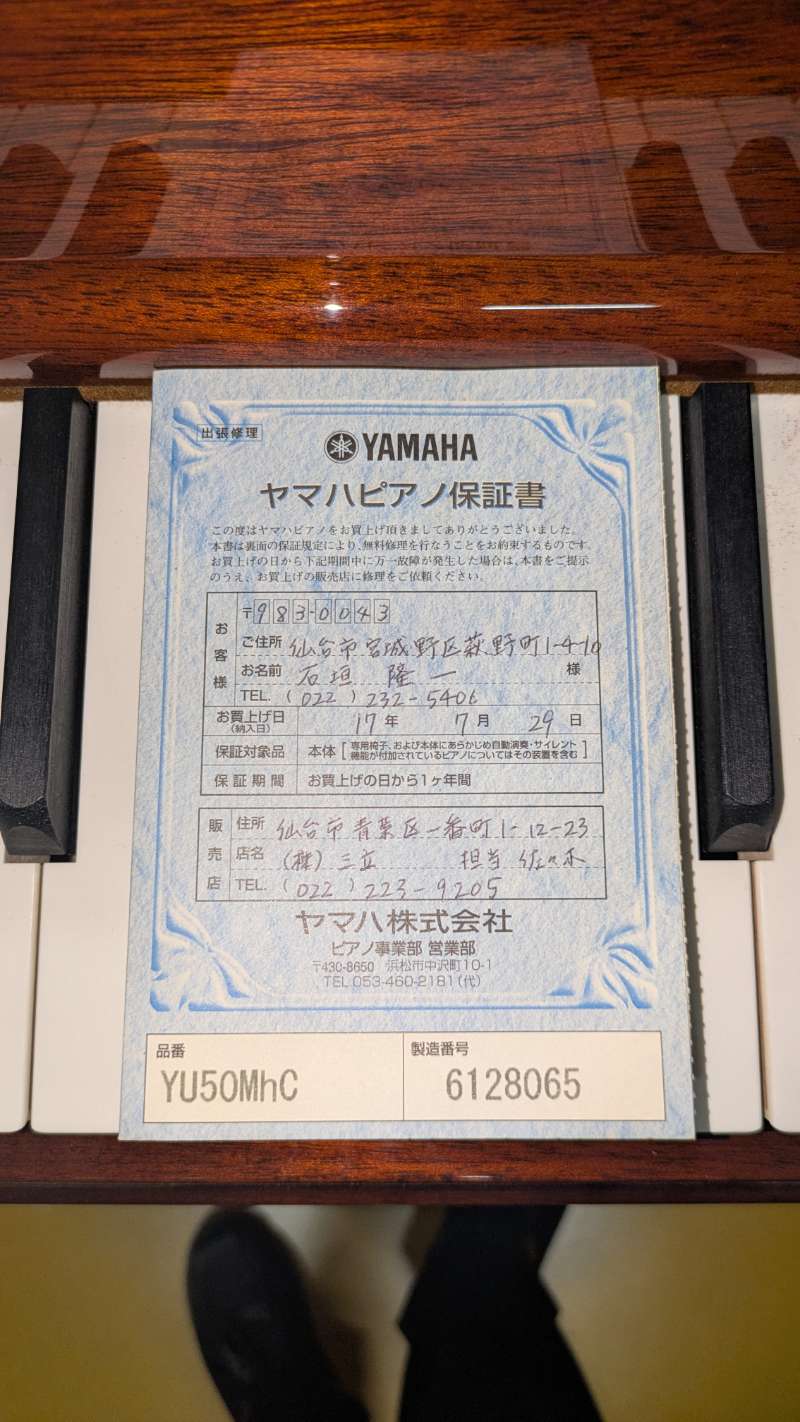 出張修理
YAMAHA
ヤマハピアノ保証書
この度はヤマハピアノをお買上げ頂きましてありがとうございました。
本書は裏面の保証規定により、無料修理を行なうことをお約束するものです。
お買上げの日から下記期間中に万一故障が発生した場合は、本書をご提示
のうえ、お買上げの販売店に修理をご依頼ください。
お客様
〒983-0043
ご住所 仙台市宮城野区萩野町1-4-10
お名前 石垣 隆一 様
TEL. (022) 232-5406
お買上げ日(納入日) 17年 7月 29日
保証対象品 本体[専用椅子、および本体にあらかじめ自動演奏・サイレント
機能が付加されているピアノについてはその装置を含む]
保証期間 お買上げの日から1ヶ年間
販売店
住所 仙台市青葉区一番町1-12-23
店名 (株)三立 担当 佐々木
TEL. (022) 223-9205
ヤマハ株式会社
ピアノ事業部 営業部
〒430-8650 浜松市中沢町10-1
TEL 053-460-2181(代)
品番 製造番号
YU50MhC 6128065